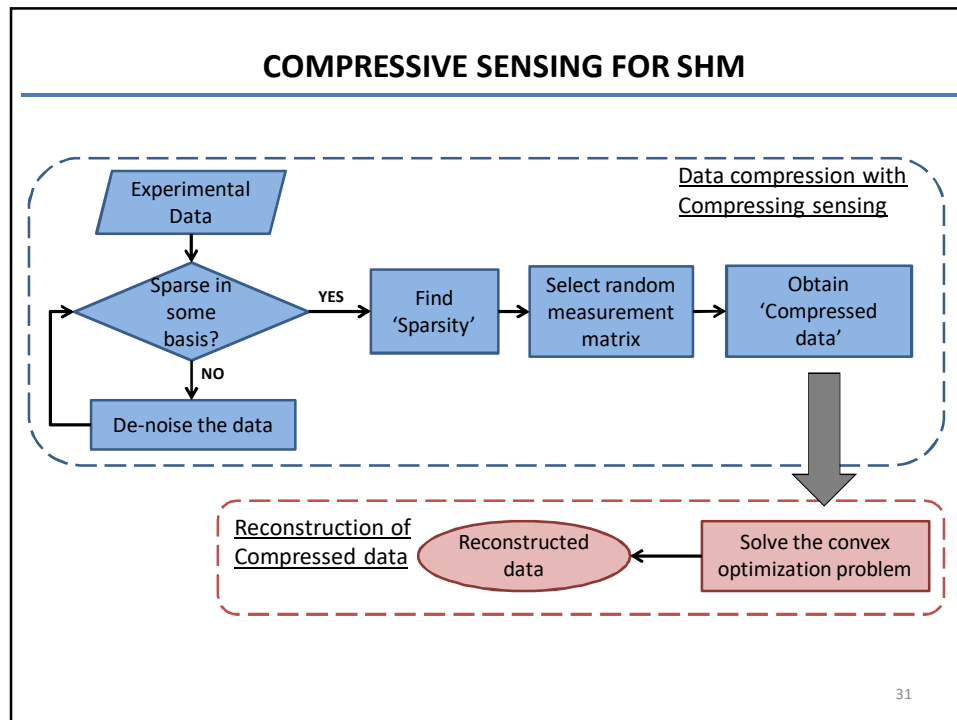 COMPRESSIVE SENSING FOR SHM
Data compression with
Compressing sensing
Experimental
Data
Sparse in
some
basis?
YES
Find
‘Sparsity’
Select random
measurement
matrix
Obtain
‘Compressed
data’
NO
De-noise the data
Reconstruction of
Compressed data
Reconstructed
data
Solve the convex
optimization problem
31